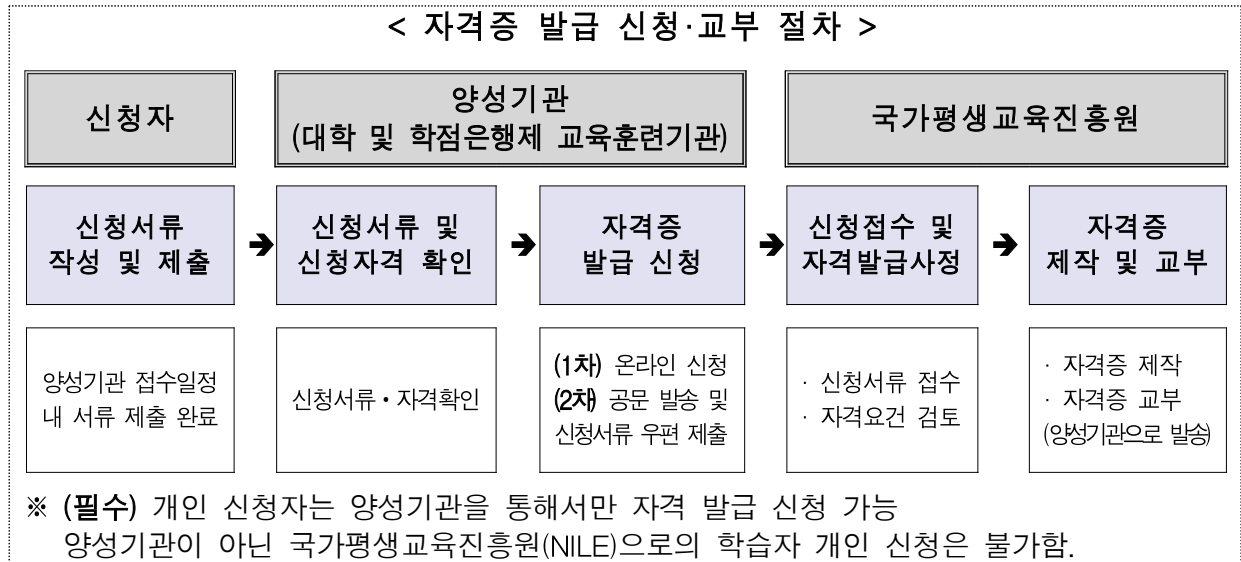 < 자격증 발급 신청·교부 절차 >
신청자
양성기관
(대학 및 학점은행제 교육훈련기관)
국가평생교육진흥원
신청서류
작성 및 제출
➔
신청서류 및
신청자격 확인
➔
자격증
발급 신청
➔
신청접수 및
자격발급사정
➔
자격증
제작 및 교부
양성기관 접수일정
내 서류 제출 완료
신청서류·자격확인
(1차) 온라인 신청
(2차) 공문 발송 및
신청서류 우편 제출
· 신청서류 접수
· 자격요건 검토
· 자격증 제작
· 자격증 교부
(양성기관으로 발송)
※ (필수) 개인 신청자는 양성기관을 통해서만 자격 발급 신청 가능
양성기관이 아닌 국가평생교육진흥원(NILE)으로의 학습자 개인 신청은 불가함.